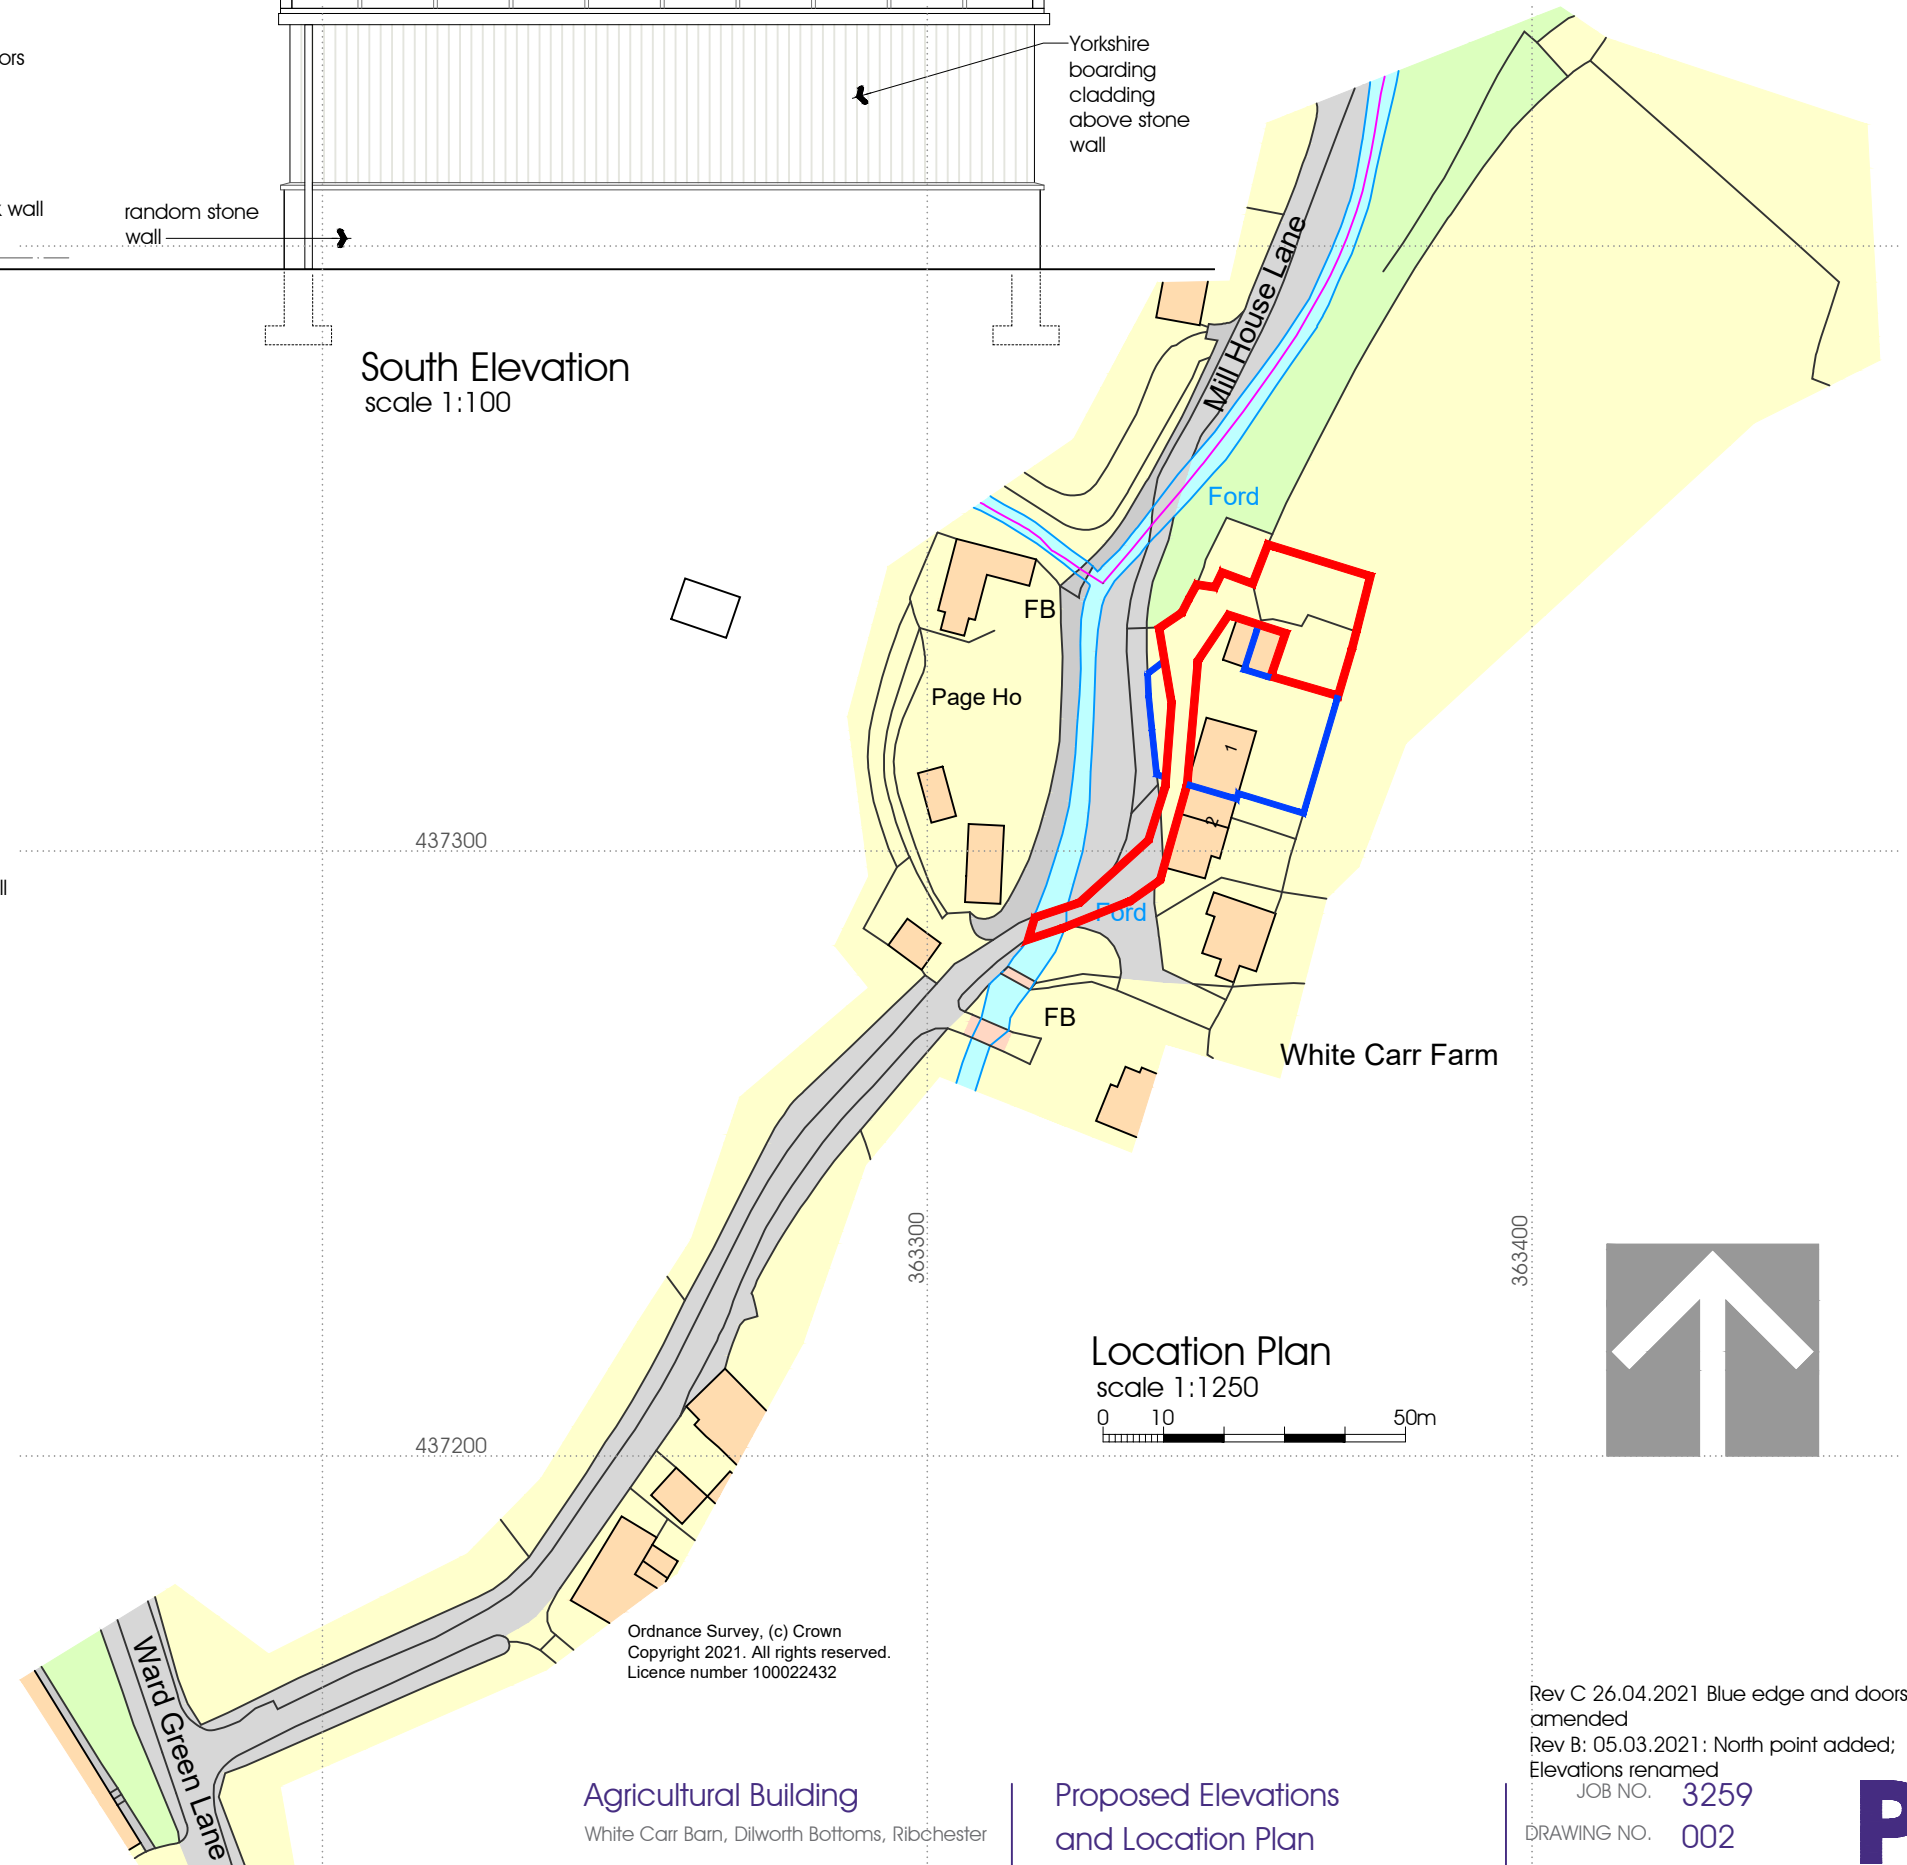 ors
Yorkshire
boarding
cladding
above stone
wall
wall
random stone
wall
South Elevation
scale 1:100
Mill House Lane
Ford
FB
Page Ho
1
2
437300
ll
Ford
FB
White Carr Farm
363300
363400
Location Plan
scale 1:1250
0 10 50m
437200
Ordnance Survey, (c) Crown
Copyright 2021. All rights reserved.
Licence number 100022432
Ward Green Lane
Rev C 26.04.2021 Blue edge and doors
amended
Rev B: 05.03.2021: North point added;
Elevations renamed
Agricultural Building
White Carr Barn, Dilworth Bottoms, Ribchester
Proposed Elevations
and Location Plan
JOB NO. 3259
DRAWING NO. 002
P